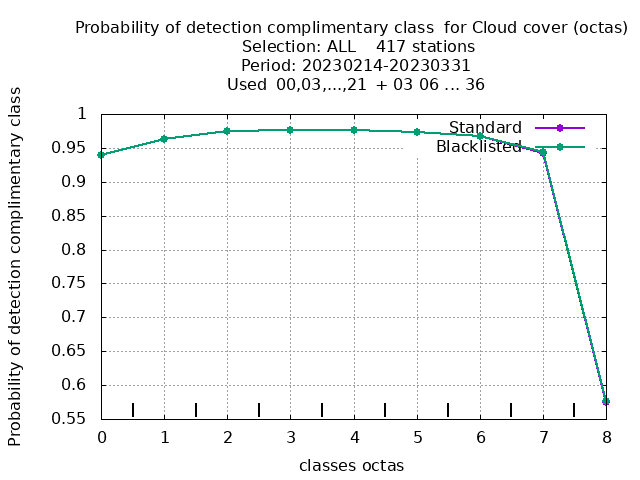 Probability of detection complimentary class  for Cloud cover (octas)
Selection: ALL    417 stations
Period: 20230214-20230331
Used  00,03,...,21  + 03 06 ... 36
Probability of detection complimentary class
Standard
Blacklisted
1
0.95
0.9
0.85
0.8
0.75
0.7
0.65
0.6
0.55
0 1 2 3 4 5 6 7 8
classes octas